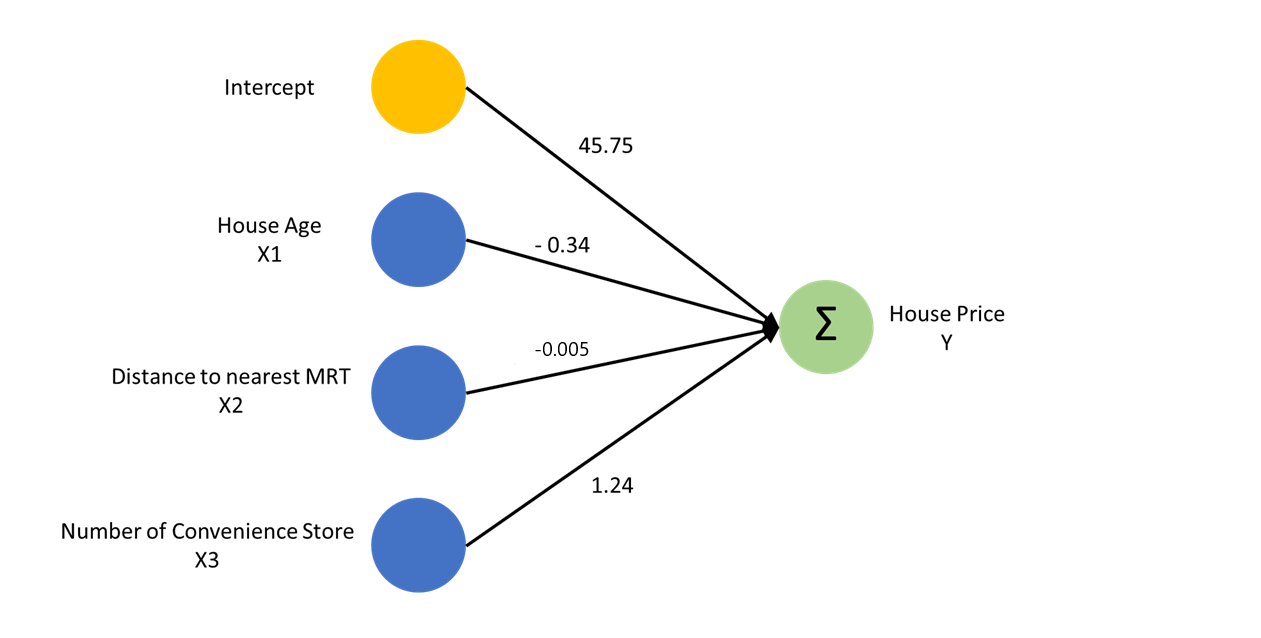 Intercept
45.75
House Age
X1
- 0.34
Σ
House Price
Y
-0.005
Distance to nearest MRT
X2
1.24
Number of Convenience Store
X3